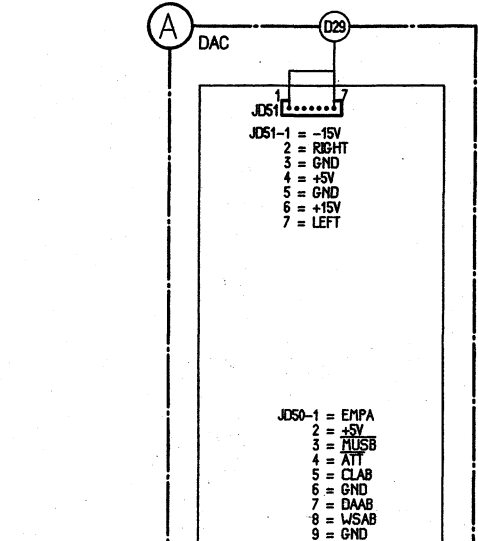 A
DAC
D29
1 7
JD51
JD51-1 = -15V
2 = RIGHT
3 = GND
4 = +5V
5 = GND
6 = +15V
7 = LEFT
JD50-1 = EMPA
2 = +5V
3 = MUSB
4 = ATT
5 = CLAB
6 = GND
7 = DAAB
8 = WSAB
9 = GND